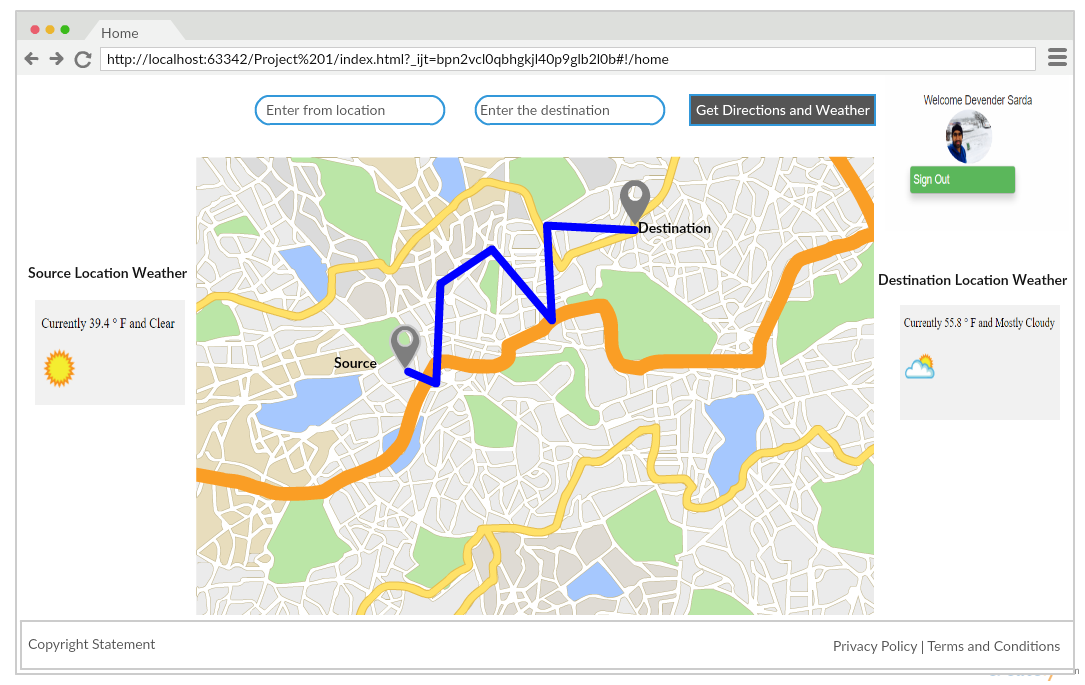 Home
http://localhost:63342/Project%201/index.html?_ijt=bpn2vcl0qbhgkjl40p9glb2l0b#!/home
Enter from location
Enter the destination
Get Directions and Weather
Welcome Devender Sarda
Sign Out
Destination
Source Location Weather
Currently 39.4 ° F and Clear
Source
Destination Location Weather
Currently 55.8 ° F and Mostly Cloudy
Copyright Statement
Privacy Policy | Terms and Conditions